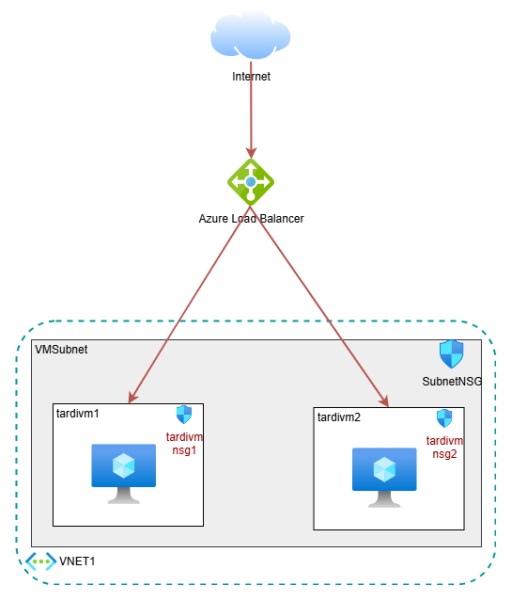 Internet
Azure Load Balancer
VMSubnet
SubnetNSG
tardivm1
tardivm
nsg1
tardivm2
tardivm
nsg2
VNET1